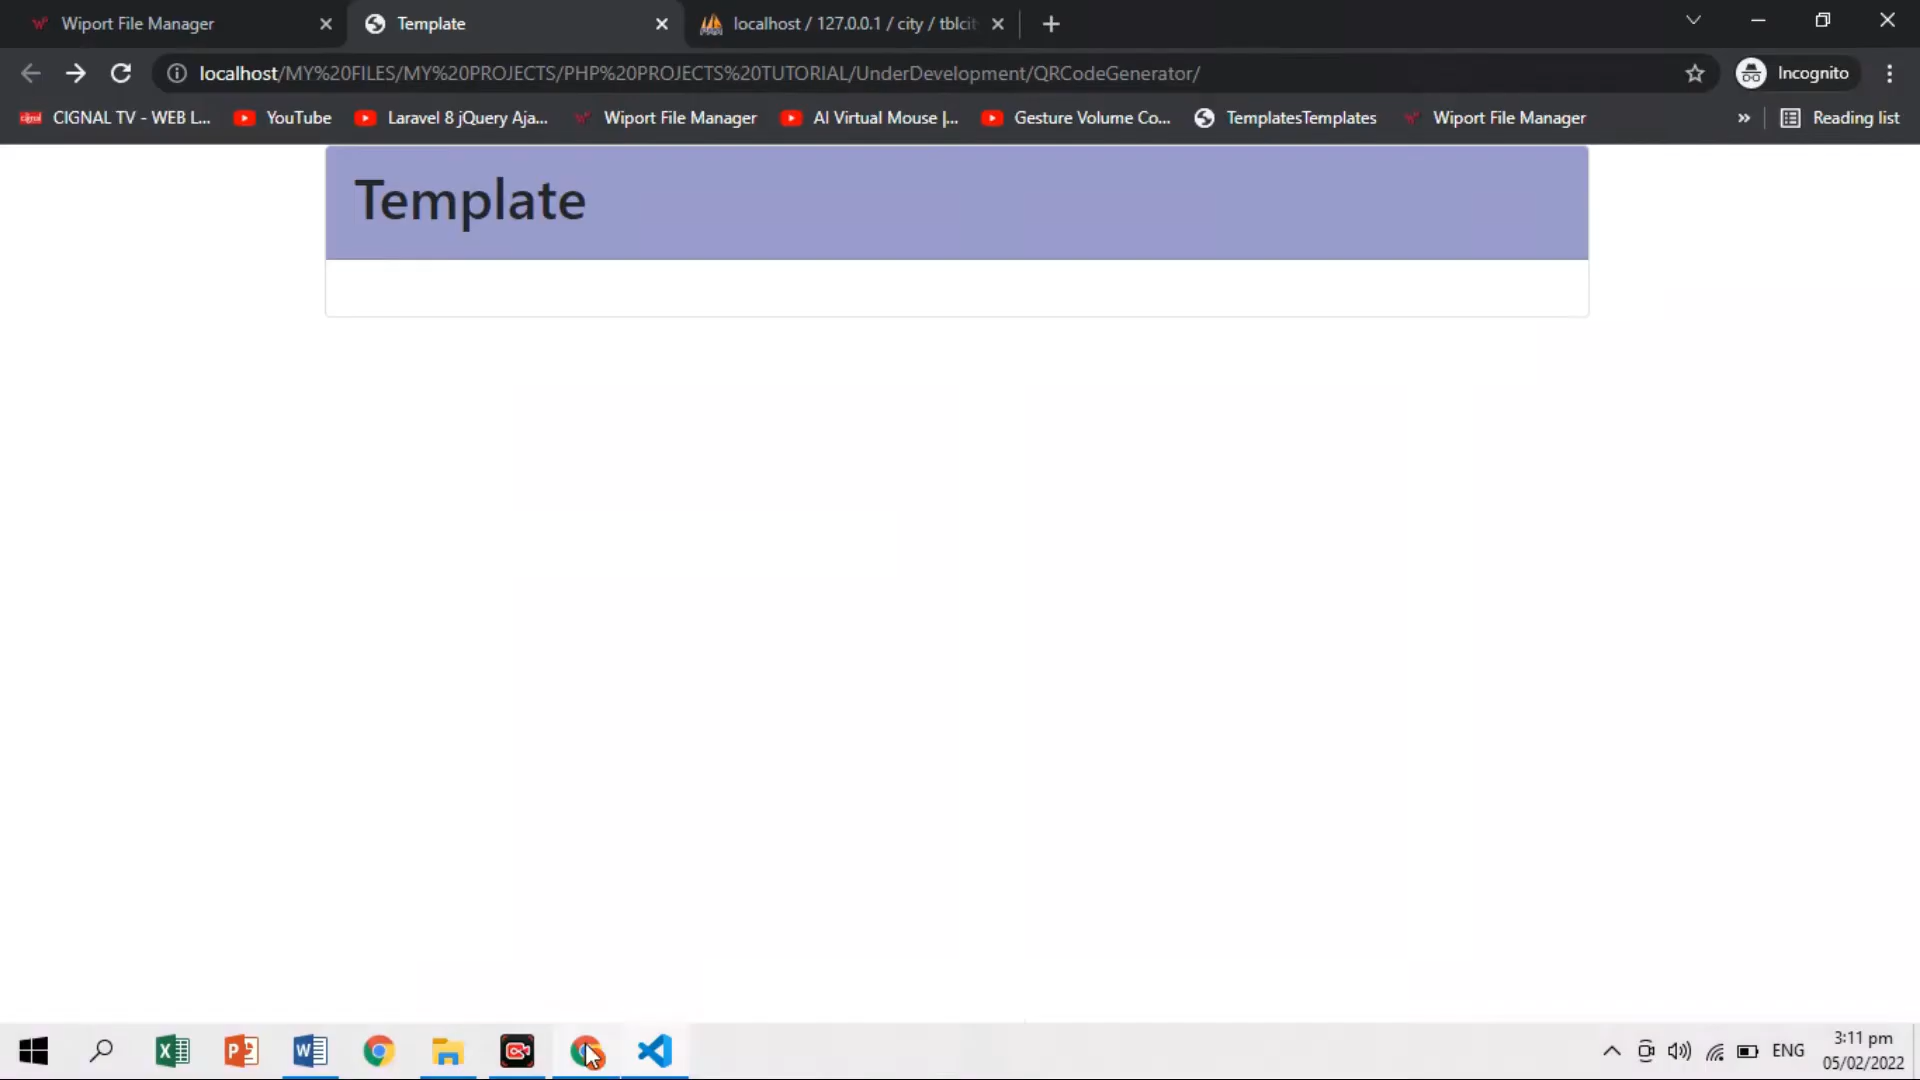 Wiport File Manager
Template
localhost / 127.0.0.1 / city / tblcit
localhost/MY%20FILES/MY%20PROJECTS/PHP%20PROJECTS%20TUTORIAL/UnderDevelopment/QRCodeGenerator/
Incognito
CIGNAL TV - WEB L...
YouTube
Laravel 8 jQuery Aja...
Wiport File Manager
AI Virtual Mouse |...
Gesture Volume Co...
TemplatesTemplates
Wiport File Manager
»
Reading list
Template
ENG
3:11 pm
05/02/2022